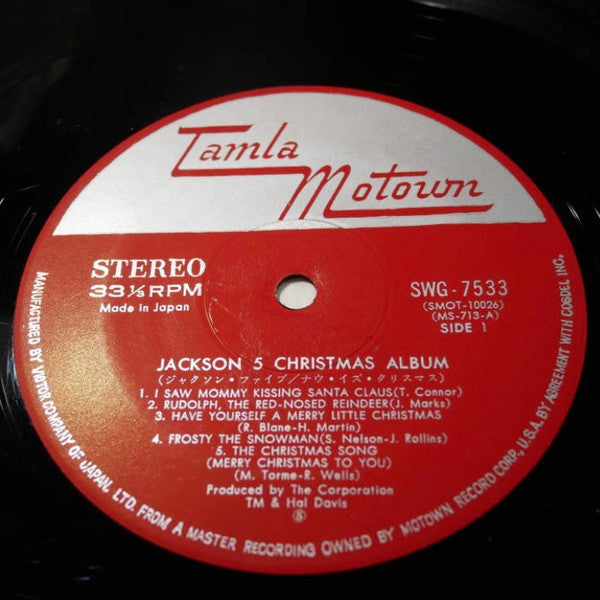 Tamla
Motown
STEREO
33⅓ RPM
Made in Japan
SWG-7533
(SMOT-10026)
(MS-713-A)
SIDE 1
JACKSON 5 CHRISTMAS ALBUM
(ジャクソン・ファイブ/ナウ・イズ・クリスマス)
1. I SAW MOMMY KISSING SANTA CLAUS(T. Connor)
2. RUDOLPH, THE RED-NOSED REINDEER(J. Marks)
3. HAVE YOURSELF A MERRY LITTLE CHRISTMAS
(R. Blane-H. Martin)
4. FROSTY THE SNOWMAN(S. Nelson-J. Rollins)
5. THE CHRISTMAS SONG
(MERRY CHRISTMAS TO YOU)
(M. Torme-R. Wells)
Produced by The Corporation
TM & Hal Davis
MANUFACTURED BY VICTOR COMPANY OF JAPAN, LTD. FROM A MASTER RECORDING OWNED BY MOTOWN RECORD CORP., U.S.A. BY AGREEMENT WITH COGDEL INC.